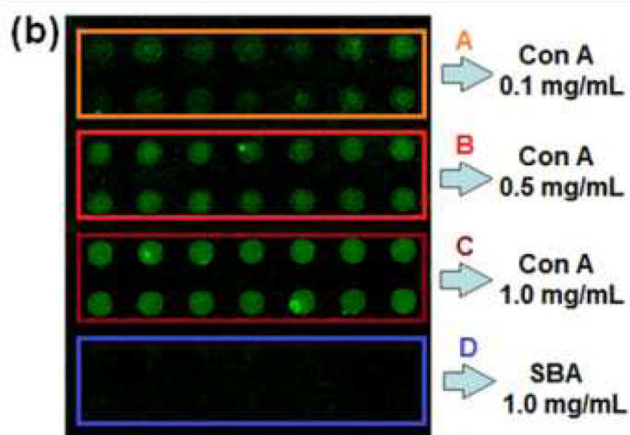 (b)
A
Con A
0.1 mg/mL
B
Con A
0.5 mg/mL
C
Con A
1.0 mg/mL
D
SBA
1.0 mg/mL